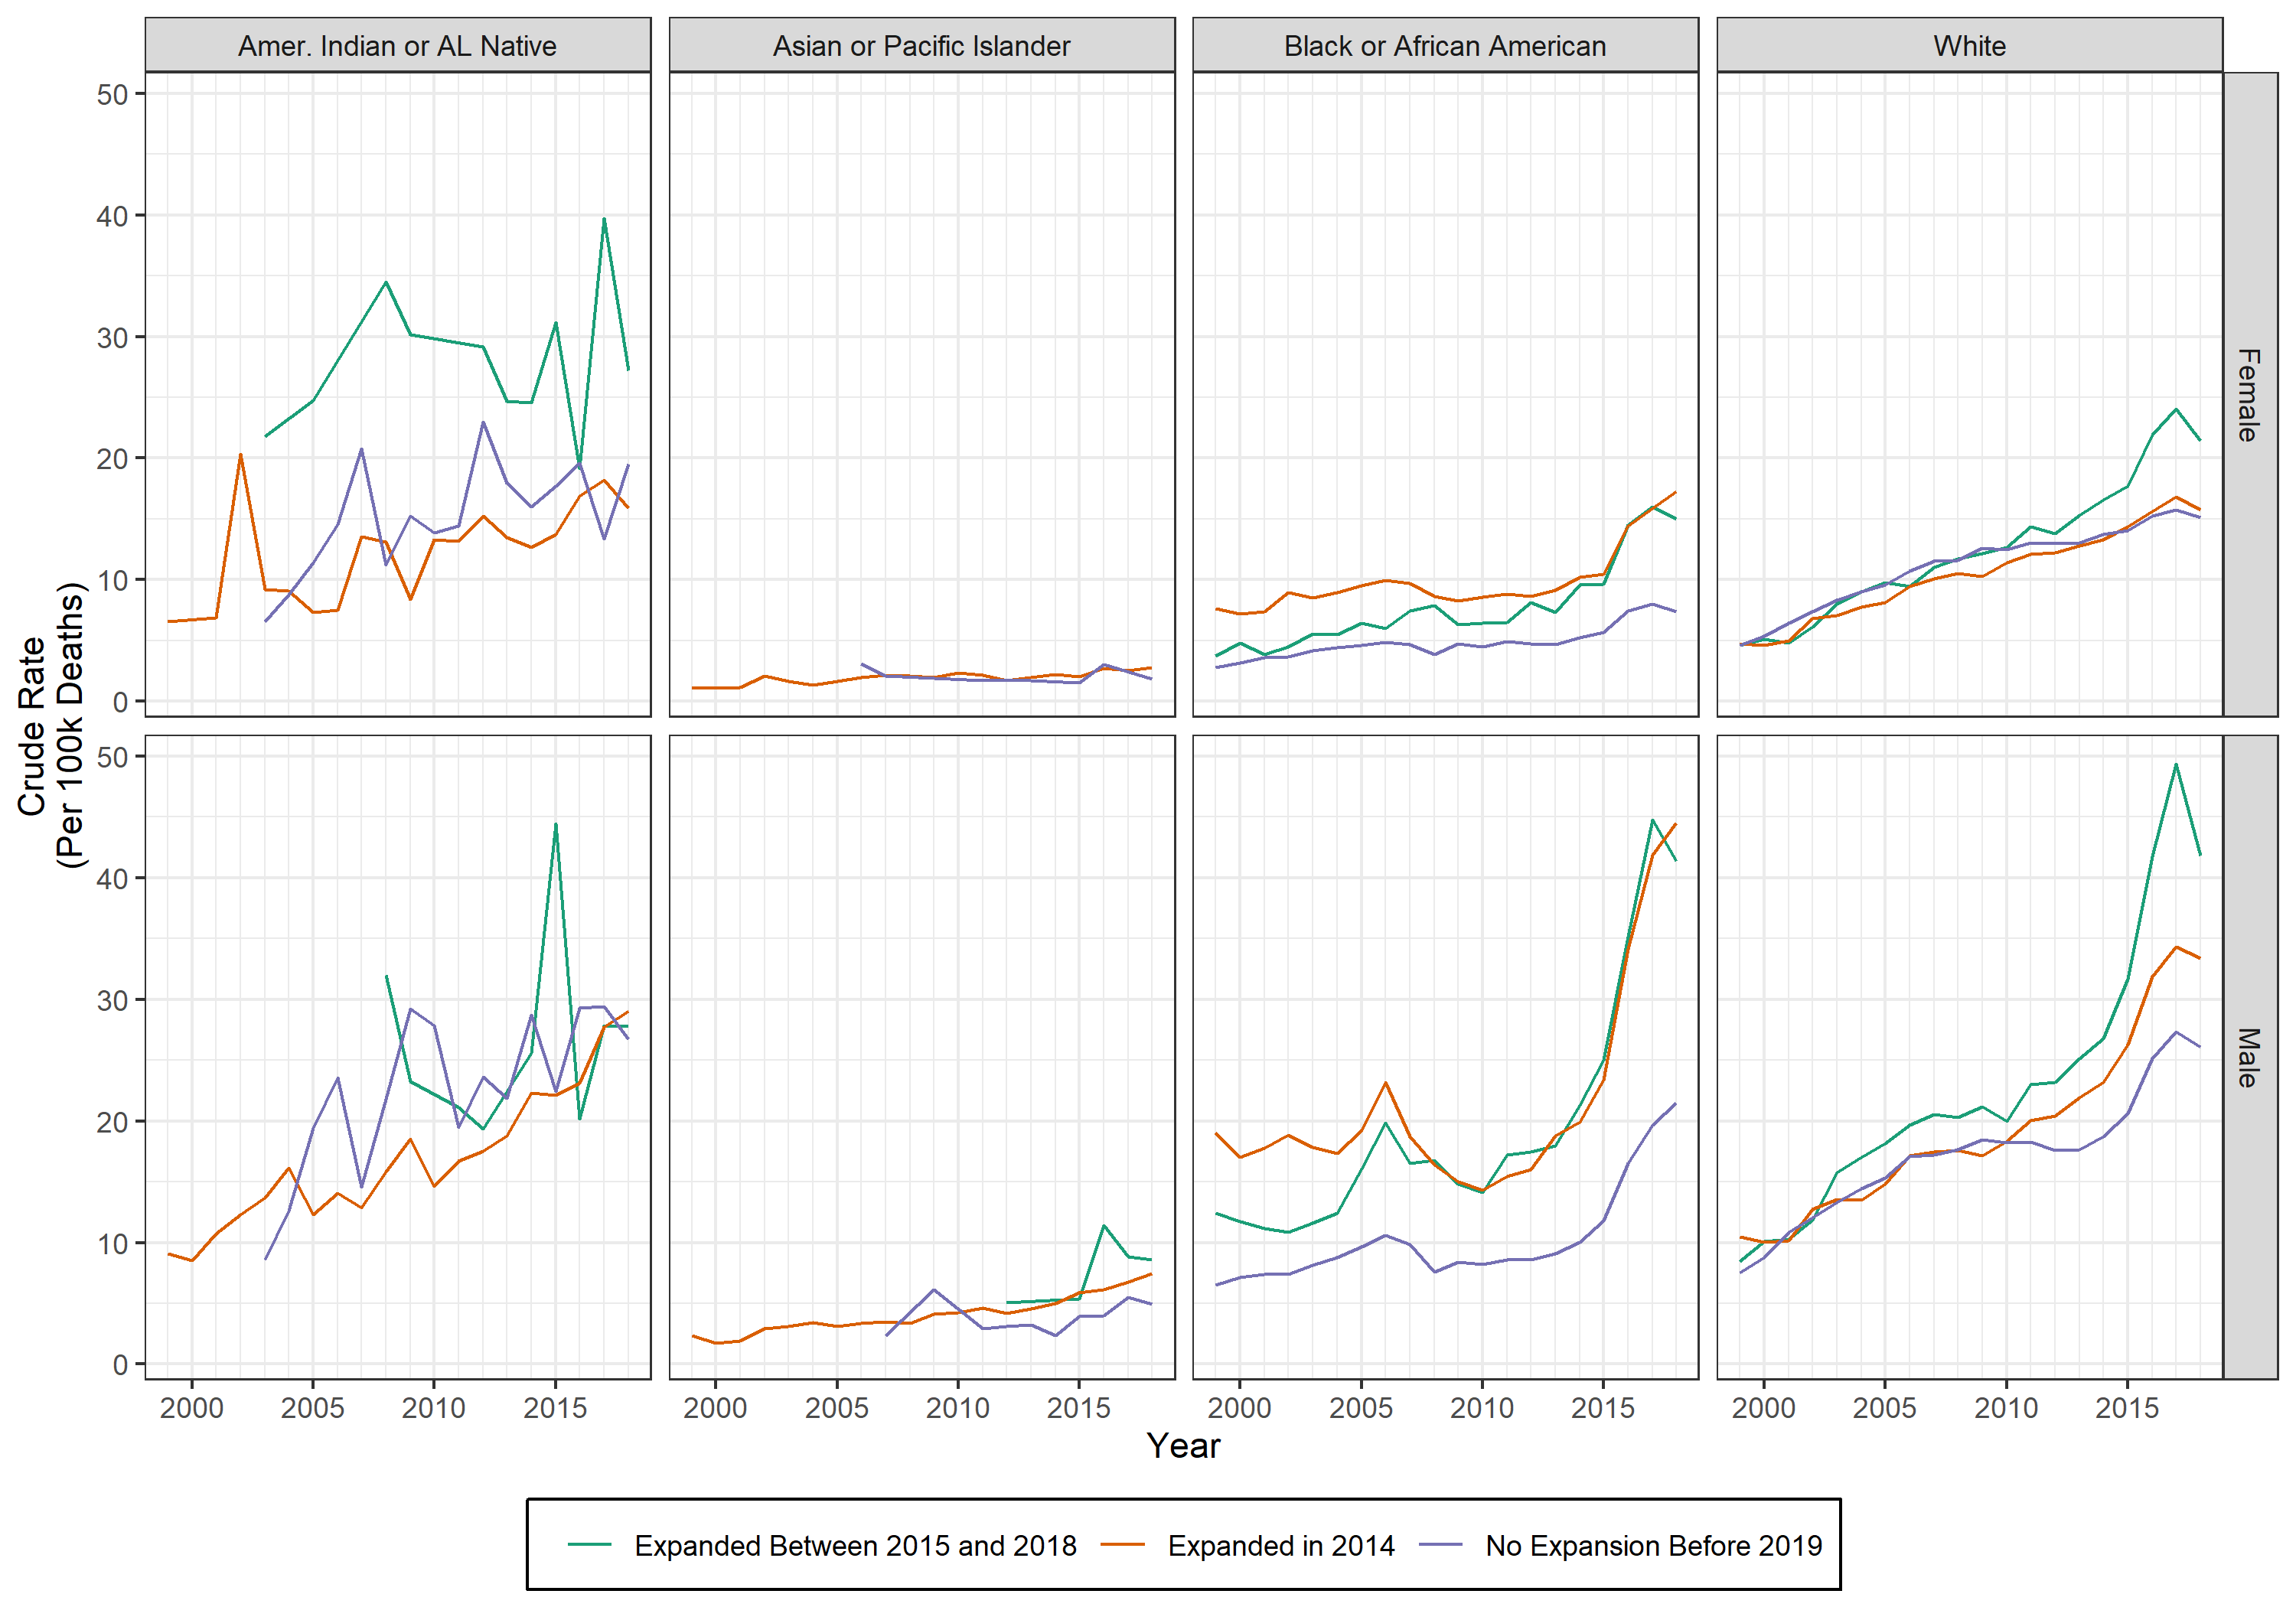 Amer. Indian or AL Native
Asian or Pacific Islander
Black or African American
White
50
40
30
20
10
0
Female
50
40
30
20
10
0
Male
Crude Rate
(Per 100k Deaths)
2000 2005 2010 2015
2000 2005 2010 2015
2000 2005 2010 2015
2000 2005 2010 2015
Year
Expanded Between 2015 and 2018
Expanded in 2014
No Expansion Before 2019